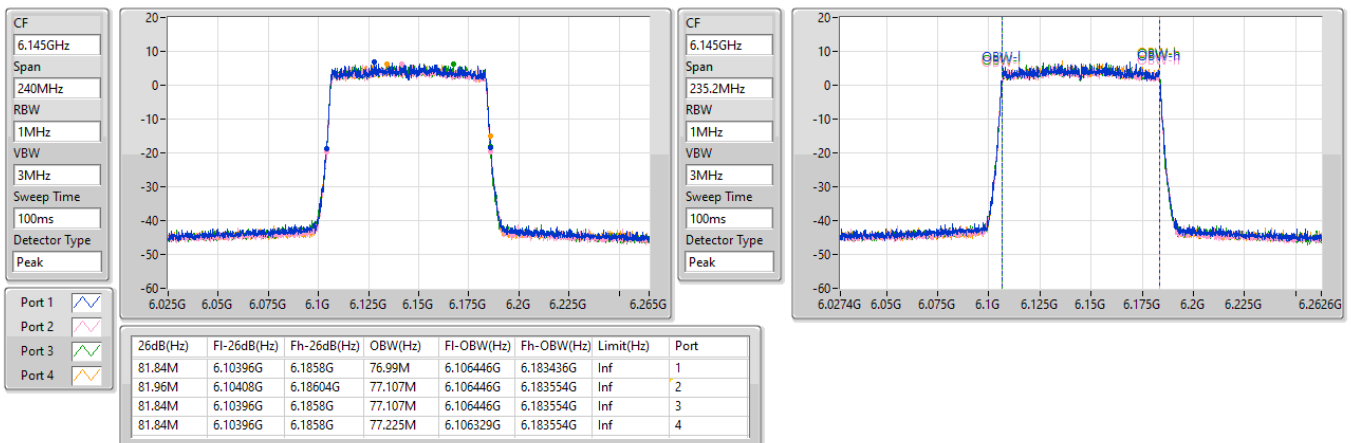 CF
6.145GHz
Span
240MHz
RBW
1MHz
VBW
3MHz
Sweep Time
100ms
Detector Type
Peak
20
10
0
-10
-20
-30
-40
-50
-60
6.025G 6.05G 6.075G 6.1G 6.125G 6.15G 6.175G 6.2G 6.225G 6.265G
CF
6.145GHz
Span
235.2MHz
RBW
1MHz
VBW
3MHz
Sweep Time
100ms
Detector Type
Peak
20
10
0
-10
-20
-30
-40
-50
-60
OBW-l OBW-h
6.0274G 6.05G 6.075G 6.1G 6.125G 6.15G 6.175G 6.2G 6.225G 6.2626G
Port 1
Port 2
Port 3
Port 4
26dB(Hz) Fl-26dB(Hz) Fh-26dB(Hz) OBW(Hz) Fl-OBW(Hz) Fh-OBW(Hz) Limit(Hz) Port
81.84M 6.10396G 6.1858G 76.99M 6.106446G 6.183436G Inf 1
81.96M 6.10408G 6.18604G 77.107M 6.106446G 6.183554G Inf 2
81.84M 6.10396G 6.1858G 77.107M 6.106446G 6.183554G Inf 3
81.84M 6.10396G 6.1858G 77.225M 6.106329G 6.183554G Inf 4